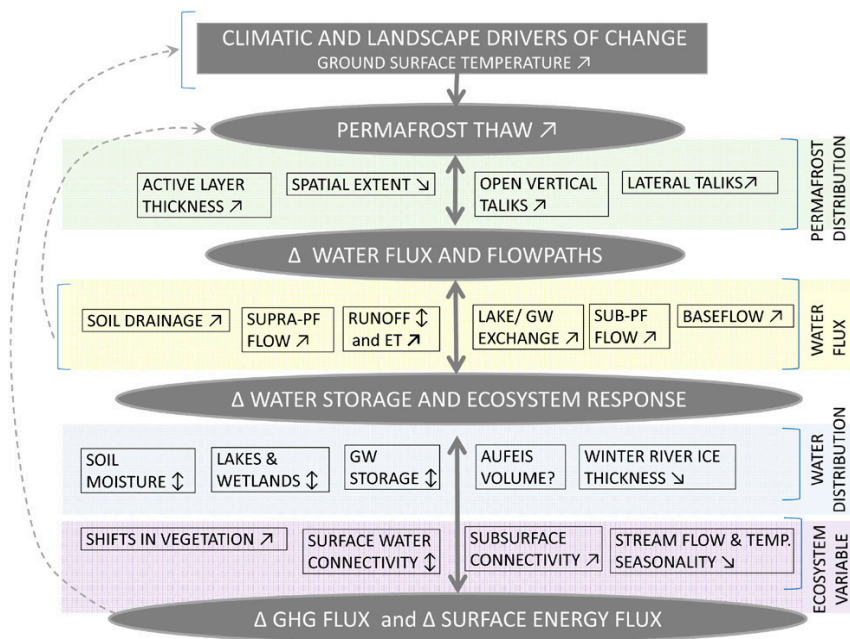 CLIMATIC AND LANDSCAPE DRIVERS OF CHANGE
GROUND SURFACE TEMPERATURE ↗
PERMAFROST THAW ↗
ACTIVE LAYER
THICKNESS ↗
SPATIAL EXTENT ↘
OPEN VERTICAL
TALIKS ↗
LATERAL TALIKS ↗
PERMAFROST
DISTRIBUTION
Δ WATER FLUX AND FLOWPATHS
SOIL DRAINAGE ↗
SUPRA-PF
FLOW ↗
RUNOFF ↕
and ET ↗
LAKE/ GW
EXCHANGE ↗
SUB-PF
FLOW ↗
BASEFLOW ↗
WATER
FLUX
Δ WATER STORAGE AND ECOSYSTEM RESPONSE
SOIL
MOISTURE ↕
LAKES &
WETLANDS ↕
GW
STORAGE ↕
AUFEIS
VOLUME?
WINTER RIVER ICE
THICKNESS ↘
WATER
DISTRIBUTION
SHIFTS IN VEGETATION ↗
SURFACE WATER
CONNECTIVITY ↕
SUBSURFACE
CONNECTIVITY ↗
STREAM FLOW & TEMP.
SEASONALITY ↘
ECOSYSTEM
VARIABLE
Δ GHG FLUX and Δ SURFACE ENERGY FLUX